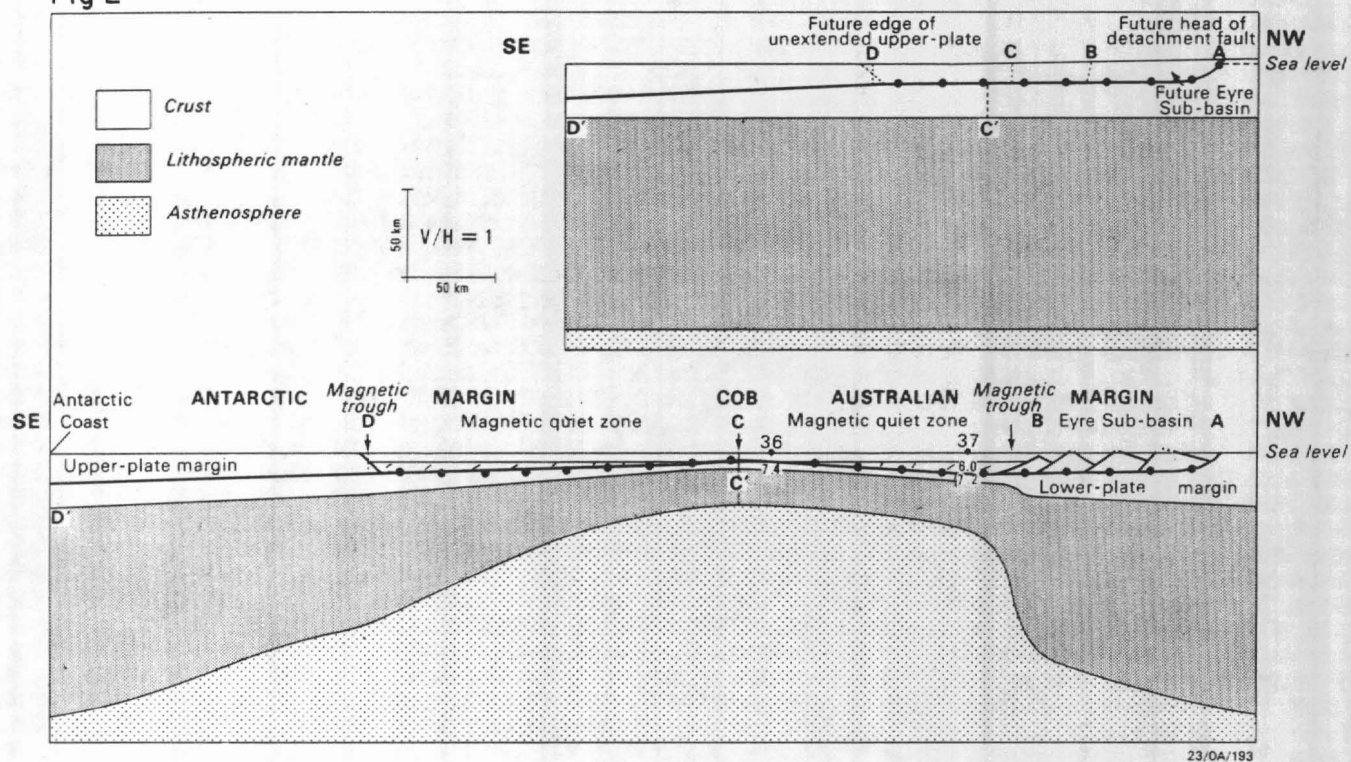 Fig 2
Future edge of
unextended upper-plate
Future head of
detachment fault
SE
NW
D
C
B
A
Sea level
Future Eyre
Sub-basin
D'
C'
Crust
Lithospheric mantle
Asthenosphere
50 km
V/H = 1
50 km
Antarctic
Coast
ANTARCTIC
Magnetic
trough
MARGIN
COB
AUSTRALIAN
Magnetic
trough
MARGIN
SE
D
Magnetic quiet zone
C
Magnetic quiet zone
B
Eyre Sub-basin
A
NW
36
37
Sea level
Upper-plate margin
7.4
6.0
7.2
C'
Lower-plate margin
D'
23/OA/193